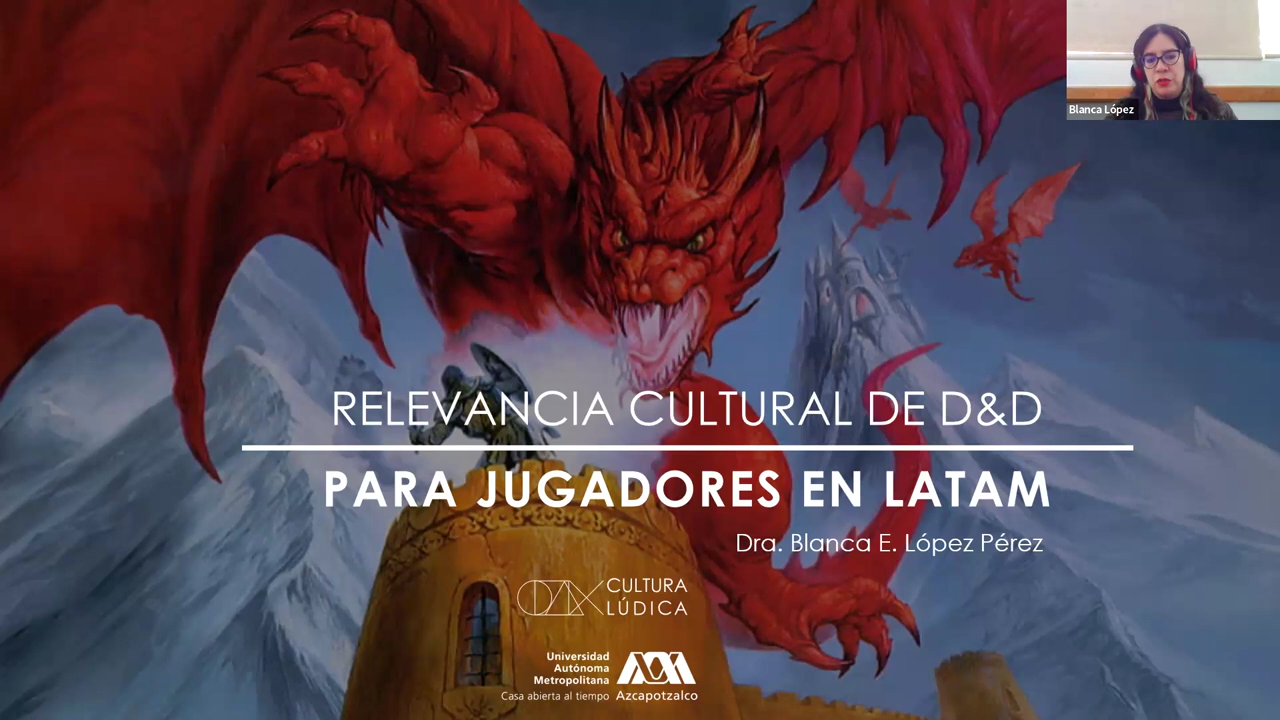 Blanca López
RELEVANCIA CULTURAL DE D&D
PARA JUGADORES EN LATAM
Dra. Blanca E. López Pérez
CULTURA
LÚDICA
Universidad
Autónoma
Metropolitana
Casa abierta al tiempo Azcapotzalco